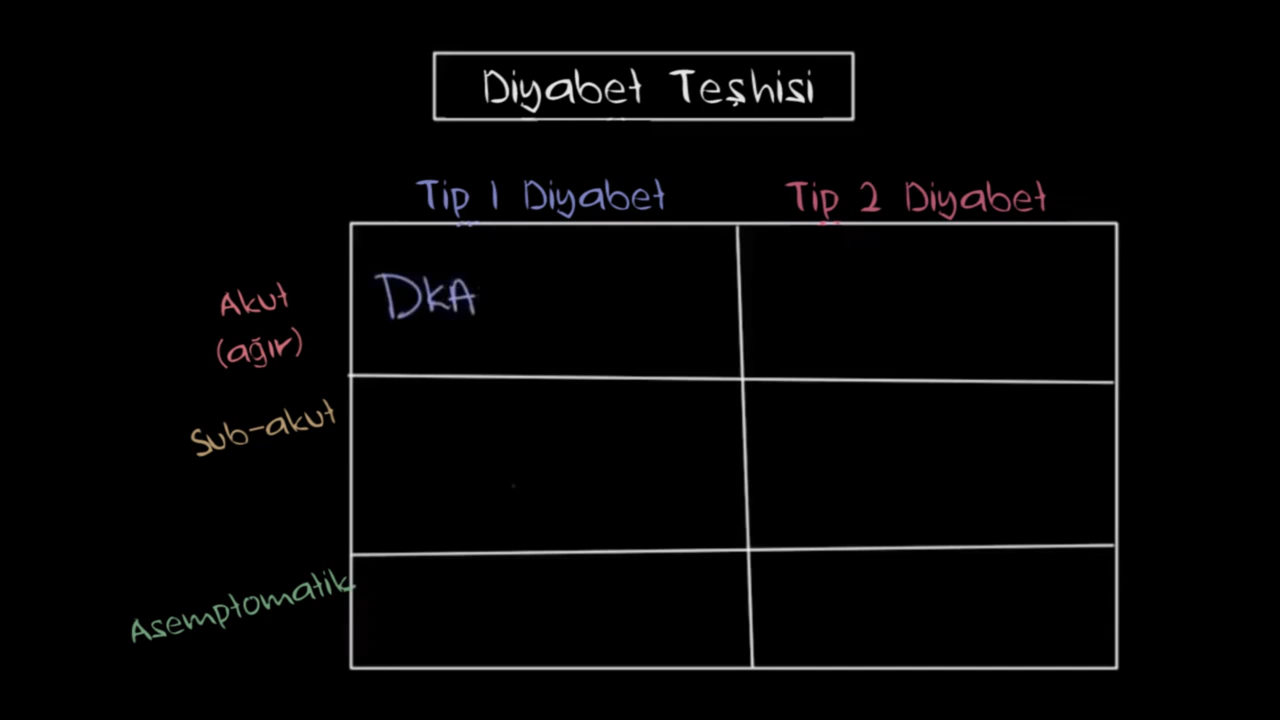 Diyabet Teşhisi
Tip 1 Diyabet
Tip 2 Diyabet
Akut
(ağır)
DKA
Sub-akut
Asemptomatik